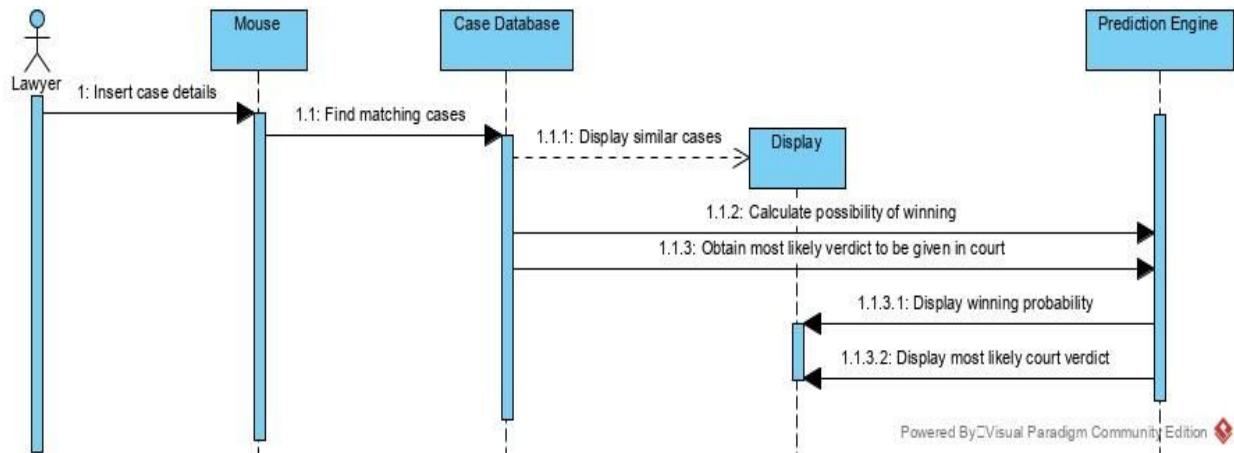 Lawyer
Mouse
Case Database
Prediction Engine
1: Insert case details
1.1: Find matching cases
1.1.1: Display similar cases
Display
1.1.2: Calculate possibility of winning
1.1.3: Obtain most likely verdict to be given in court
1.1.3.1: Display winning probability
1.1.3.2: Display most likely court verdict
Powered By Visual Paradigm Community Edition